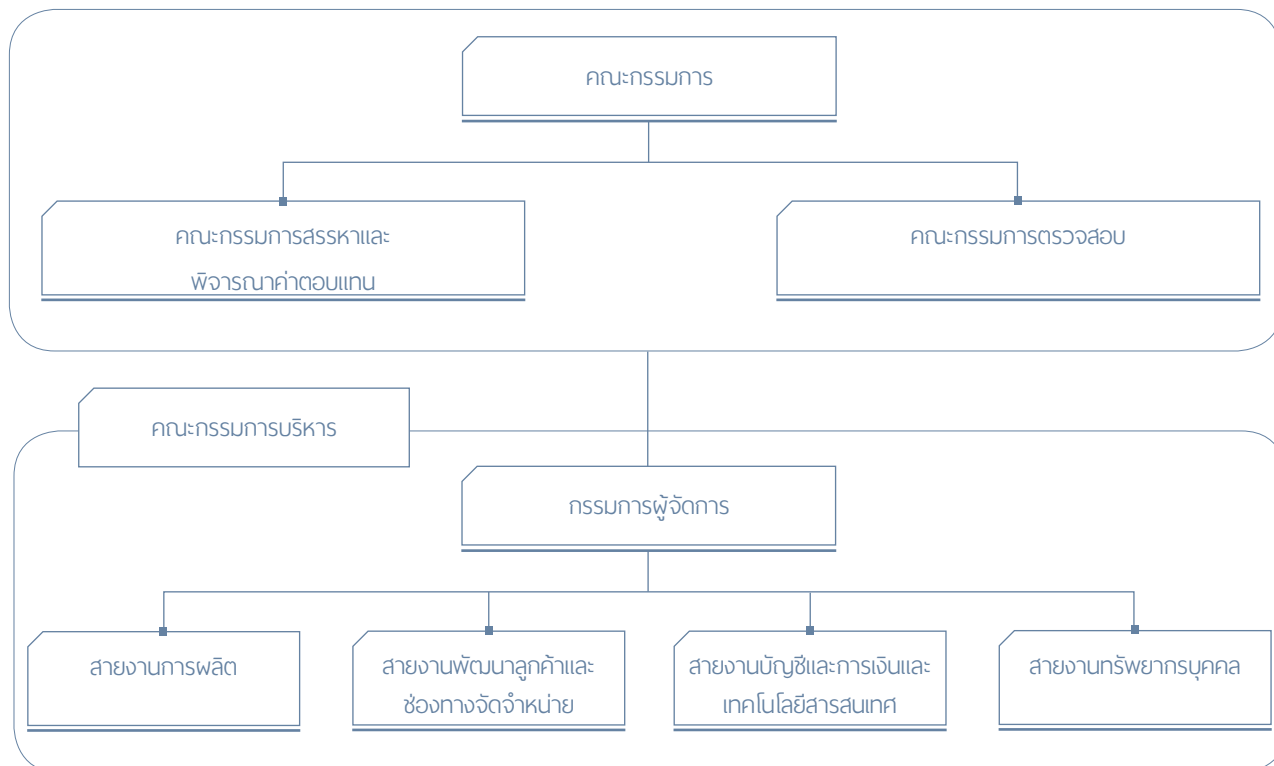 คณะกรรมการ
คณะกรรมการสรรหาและ
พิจารณาค่าตอบแทน
คณะกรรมการตรวจสอบ
คณะกรรมการบริหาร
กรรมการผู้จัดการ
สายงานการผลิต
สายงานพัฒนาลูกค้าและ
ช่องทางจัดจำหน่าย
สายงานบัญชีและการเงินและ
เทคโนโลยีสารสนเทศ
สายงานทรัพยากรบุคคล